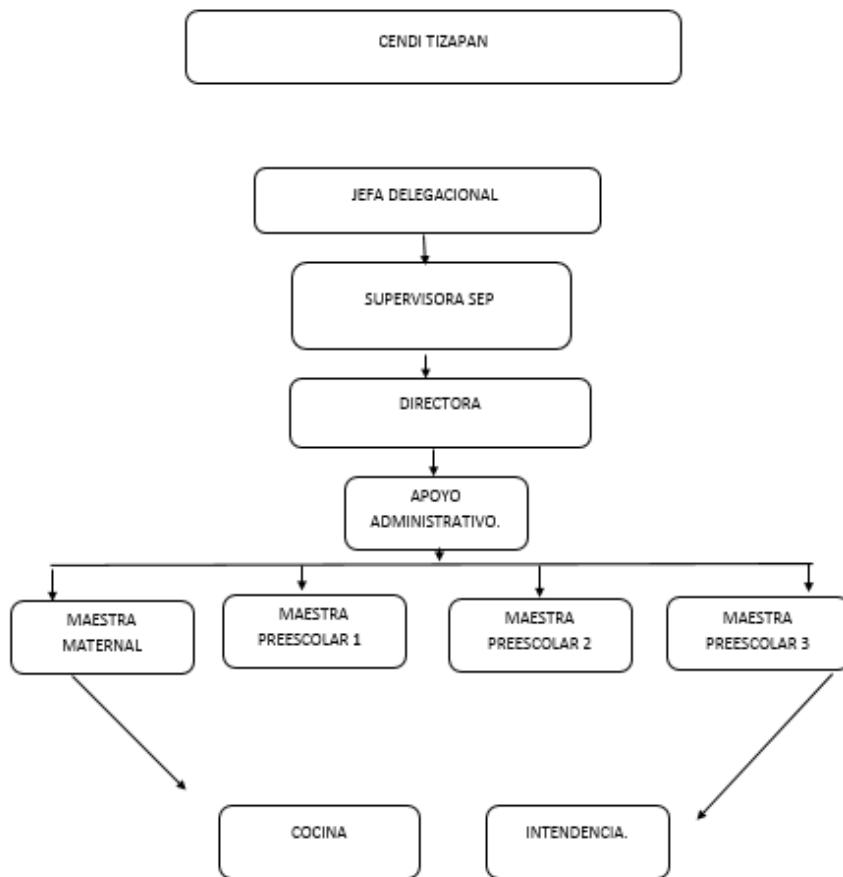 CENDI TIZAPAN
JEFA DELEGACIONAL
SUPERVISORA SEP
DIRECTORA
APOYO
ADMINISTRATIVO.
MAESTRA
MATERNAL
MAESTRA
PREESCOLAR 1
MAESTRA
PREESCOLAR 2
MAESTRA
PREESCOLAR 3
COCINA
INTENDENCIA.